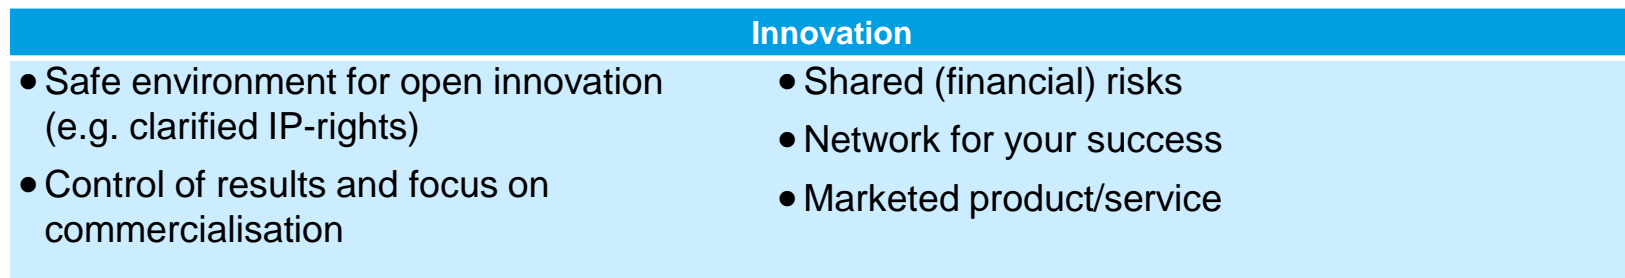 Innovation
• Safe environment for open innovation
(e.g. clarified IP-rights)
• Control of results and focus on
commercialisation
• Shared (financial) risks
• Network for your success
• Marketed product/service